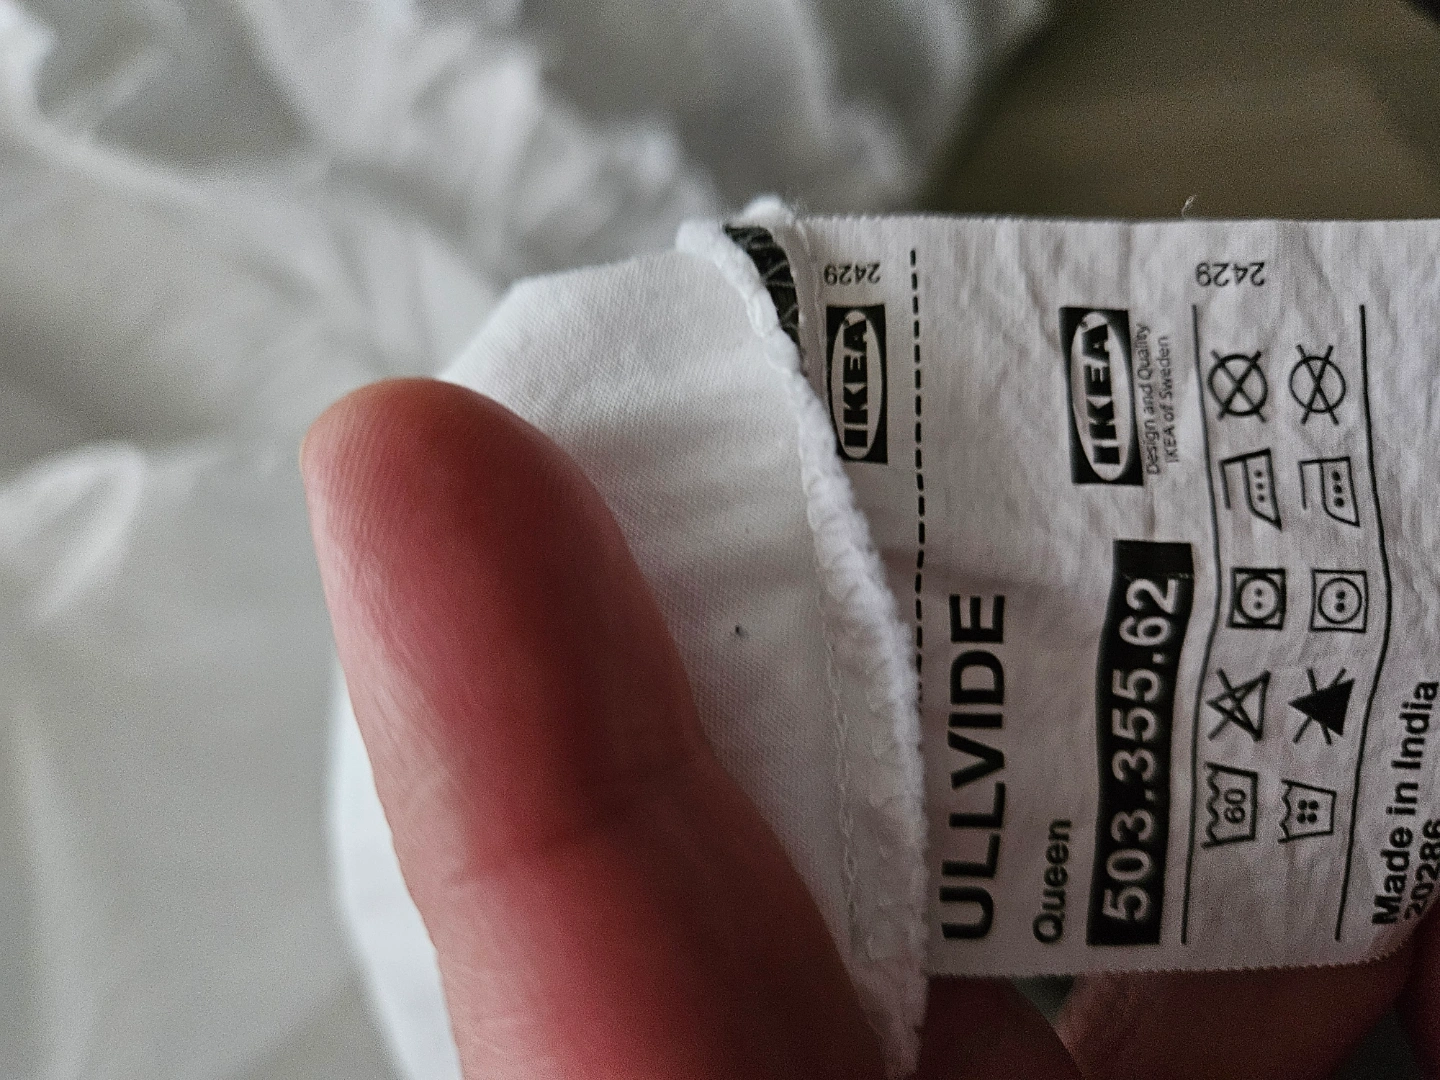 2429
IKEA
ULLVIDE
Queen
503.355.62
IKEA
Design and Quality
IKEA of Sweden
2429
60
Made in India
20286